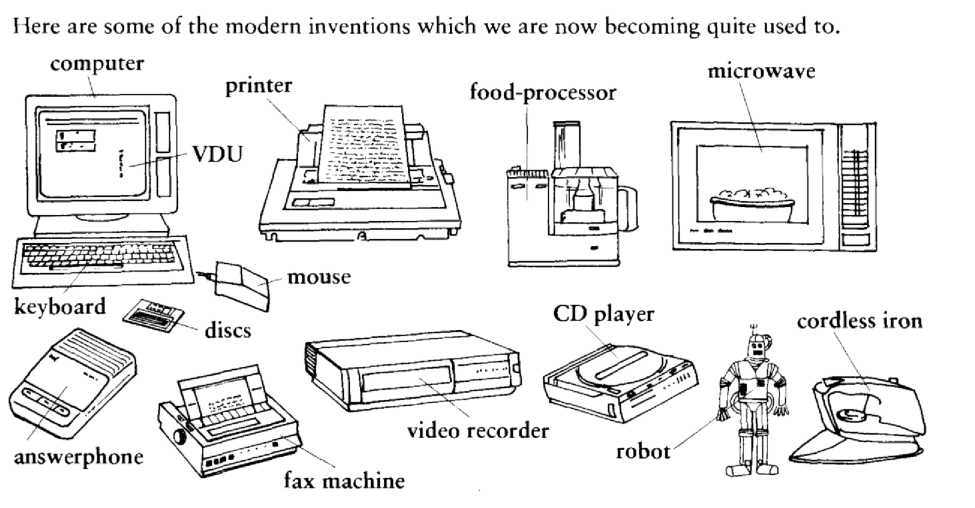 Here are some of the modern inventions which we are now becoming quite used to.
computer
printer
food-processor
microwave
VDU
mouse
keyboard
discs
CD player
cordless iron
answerphone
video recorder
robot
fax machine